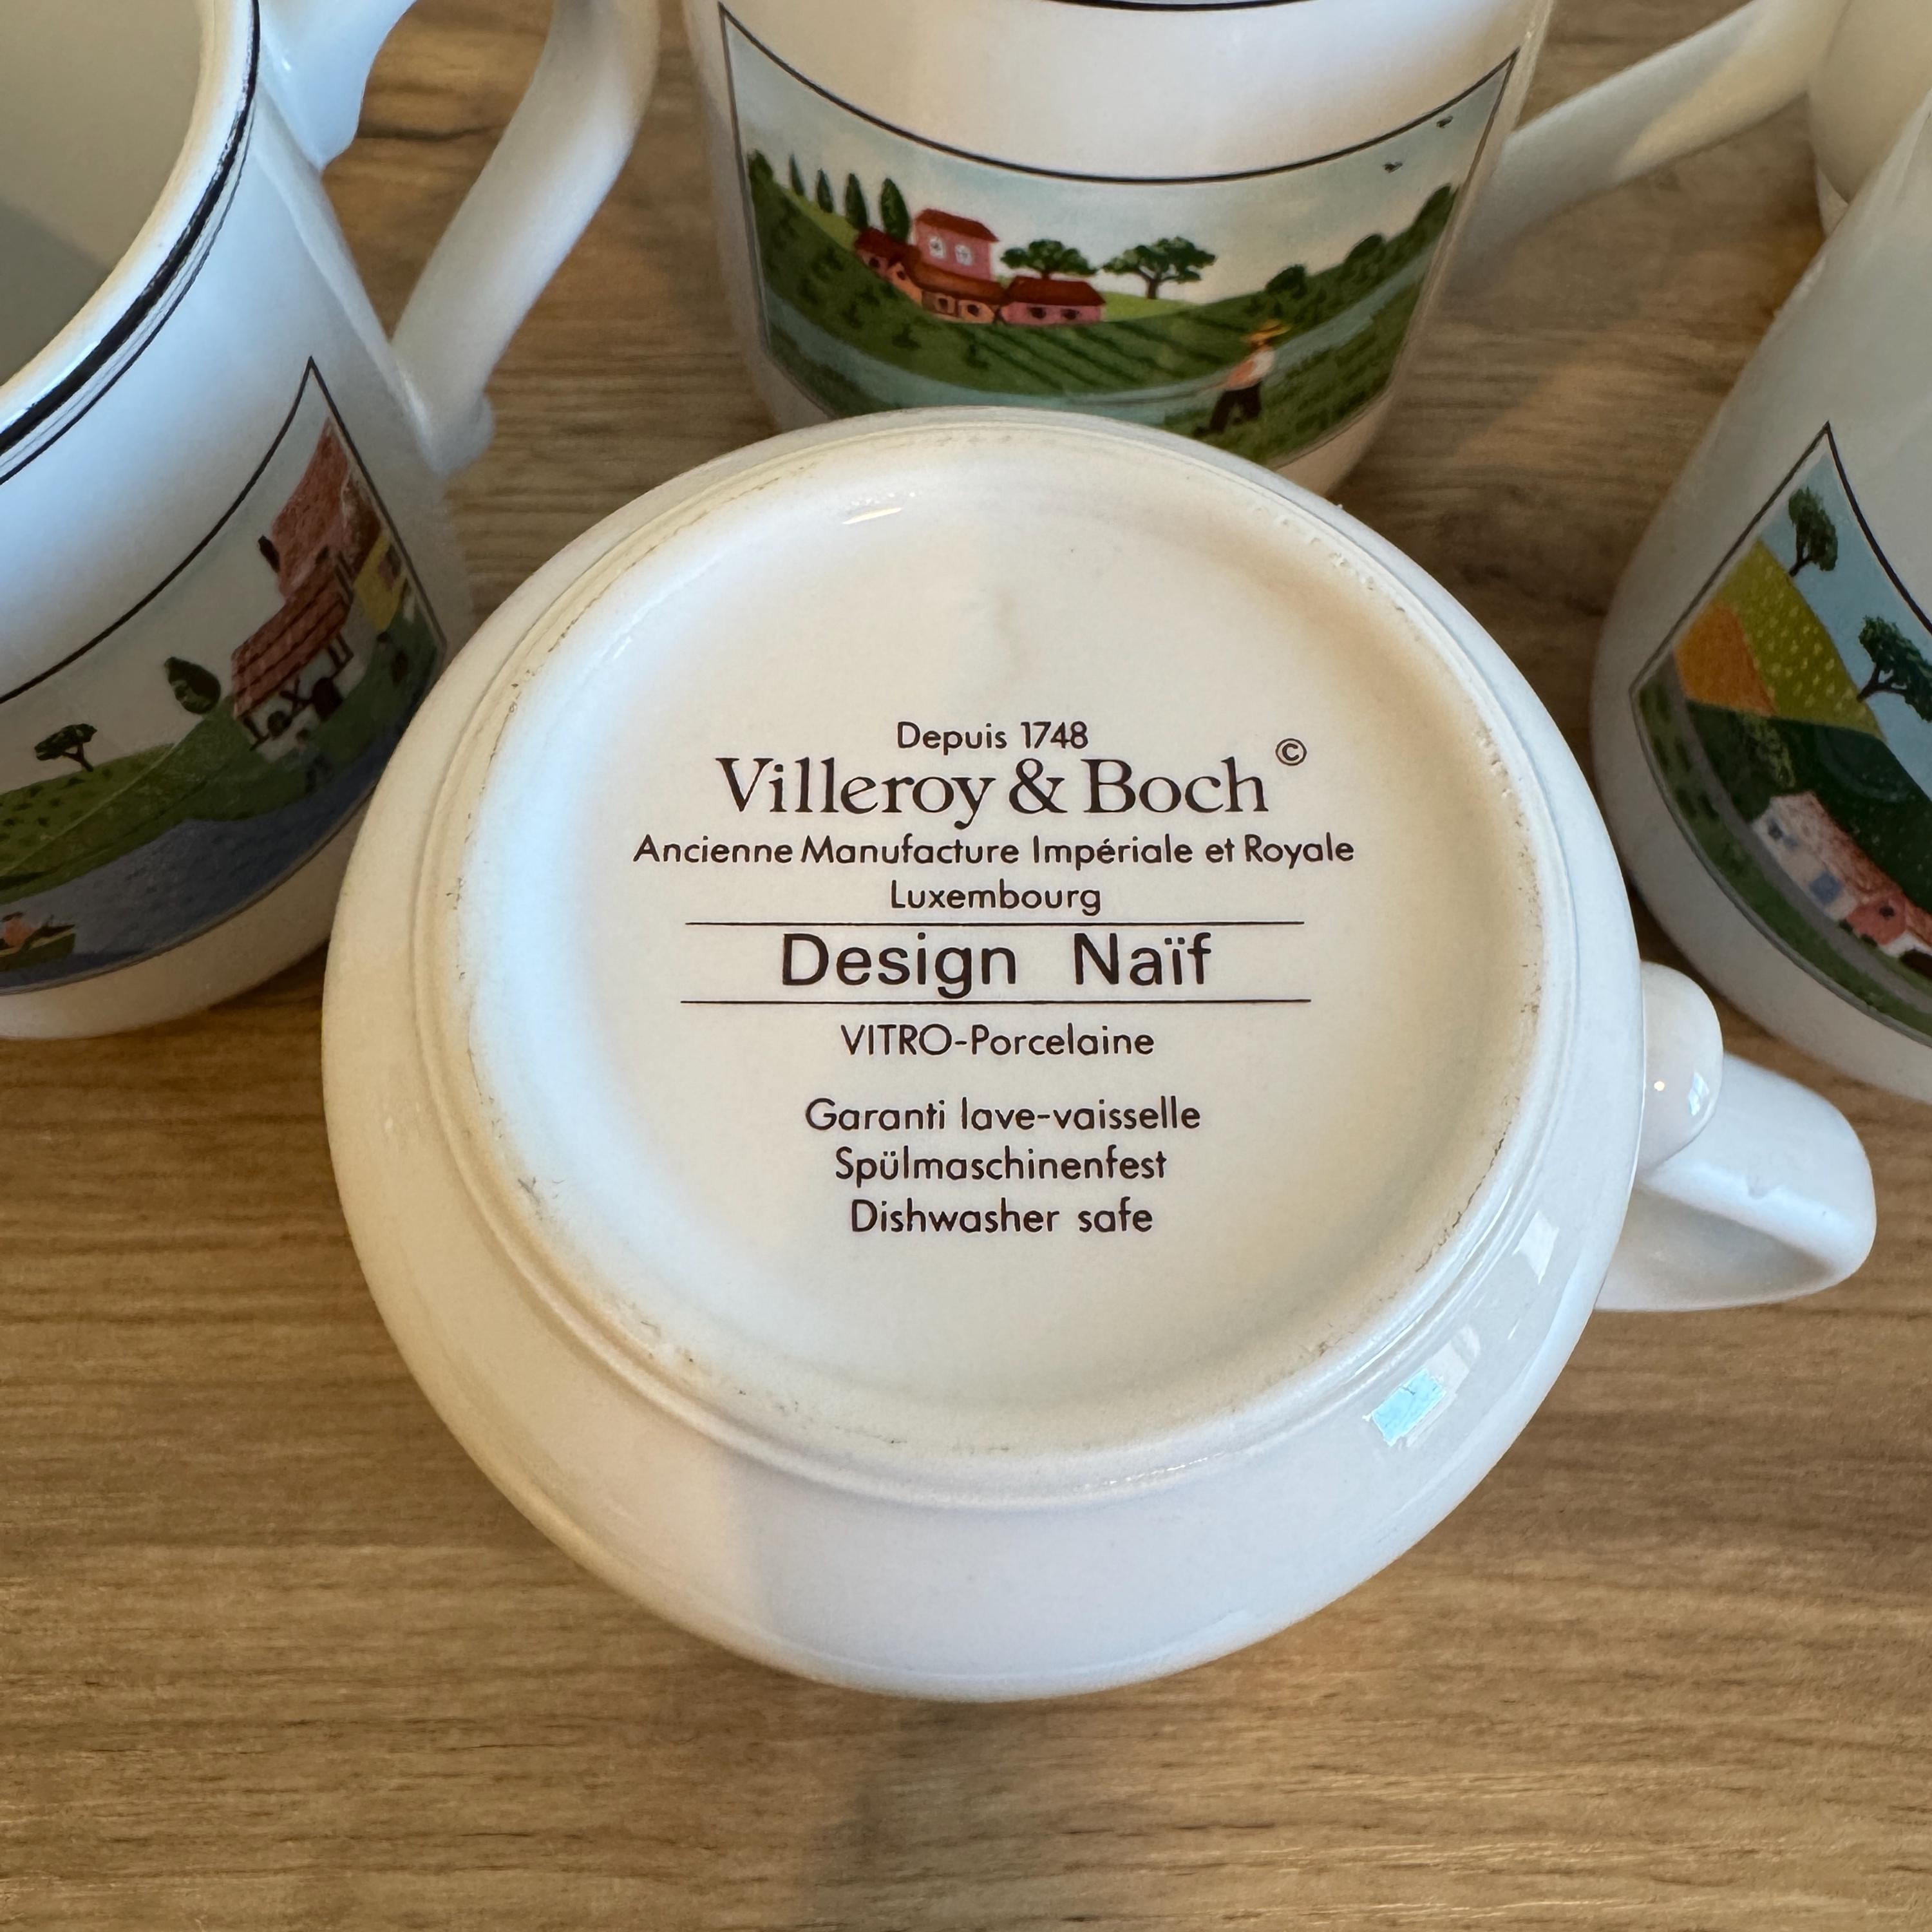 Depuis 1748
Villeroy & Boch ©
Ancienne Manufacture Impériale et Royale
Luxembourg
Design Naïf
VITRO-Porcelaine
Garanti lave-vaisselle
Spülmaschinenfest
Dishwasher safe